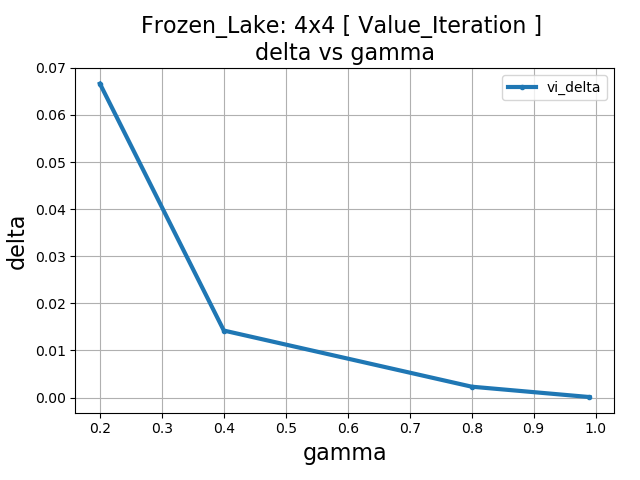 Frozen_Lake: 4x4 [ Value_Iteration ]
delta vs gamma
vi_delta
0.07
0.06
0.05
0.04
0.03
0.02
0.01
0.00
delta
0.2 0.3 0.4 0.5 0.6 0.7 0.8 0.9 1.0
gamma